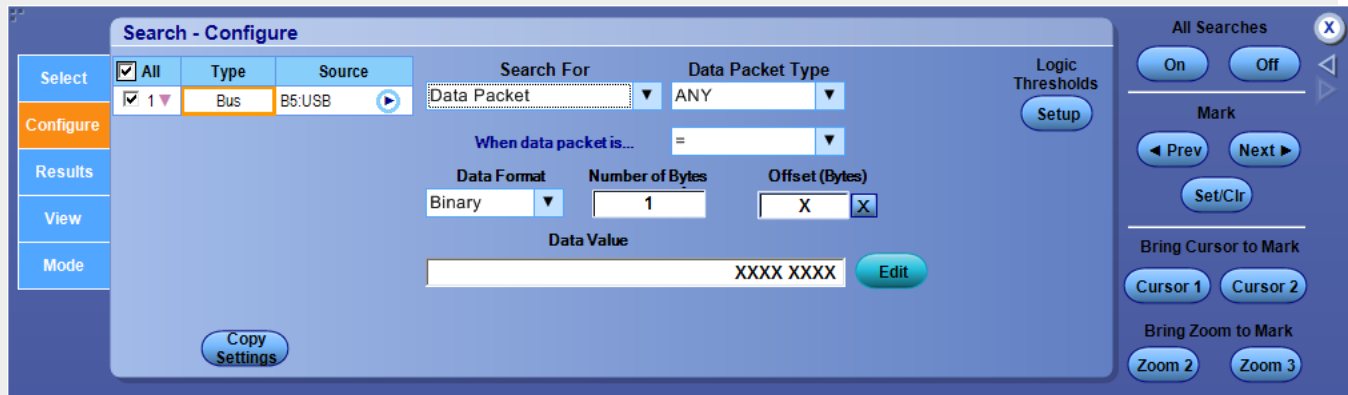 Search - Configure
Select
Configure
Results
View
Mode
All Type Source
1 Bus B5:USB
Search For Data Packet Type
Data Packet ANY
When data packet is... =
Data Format Number of Bytes Offset (Bytes)
Binary 1 X X
Data Value
XXXX XXXX Edit
Copy
Settings
Logic
Thresholds
Setup
All Searches X
On Off
Mark
Prev Next
Set/Clr
Bring Cursor to Mark
Cursor 1 Cursor 2
Bring Zoom to Mark
Zoom 2 Zoom 3